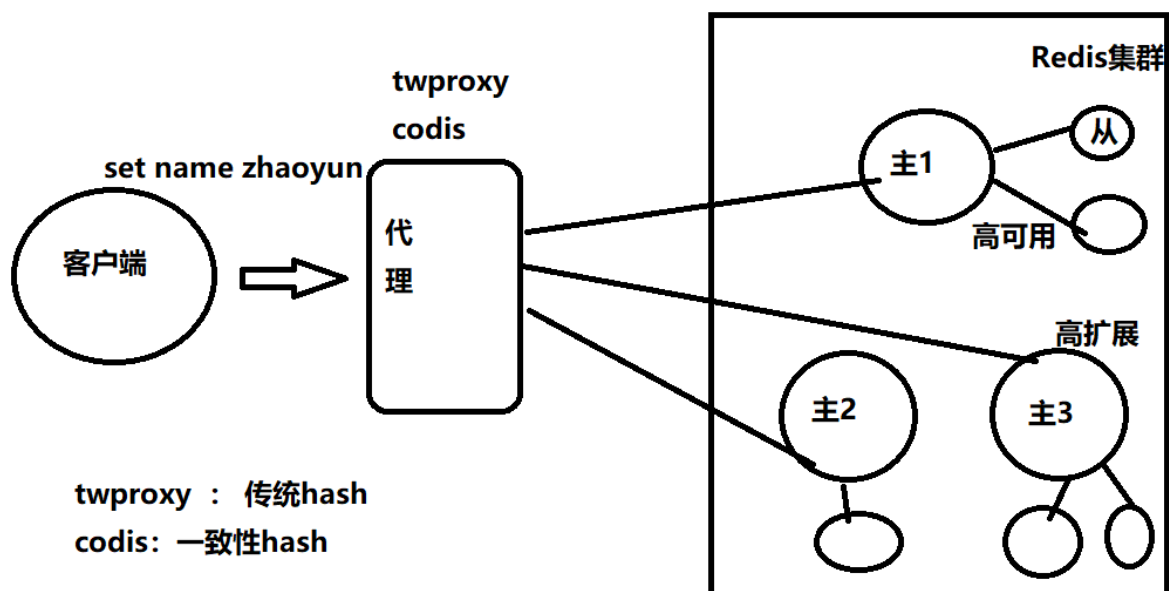 Redis集群
twproxy
codis
set name zhaoyun
客户端
代
理
主1
从
高可用
高扩展
主2
主3
twproxy ： 传统hash
codis：一致性hash